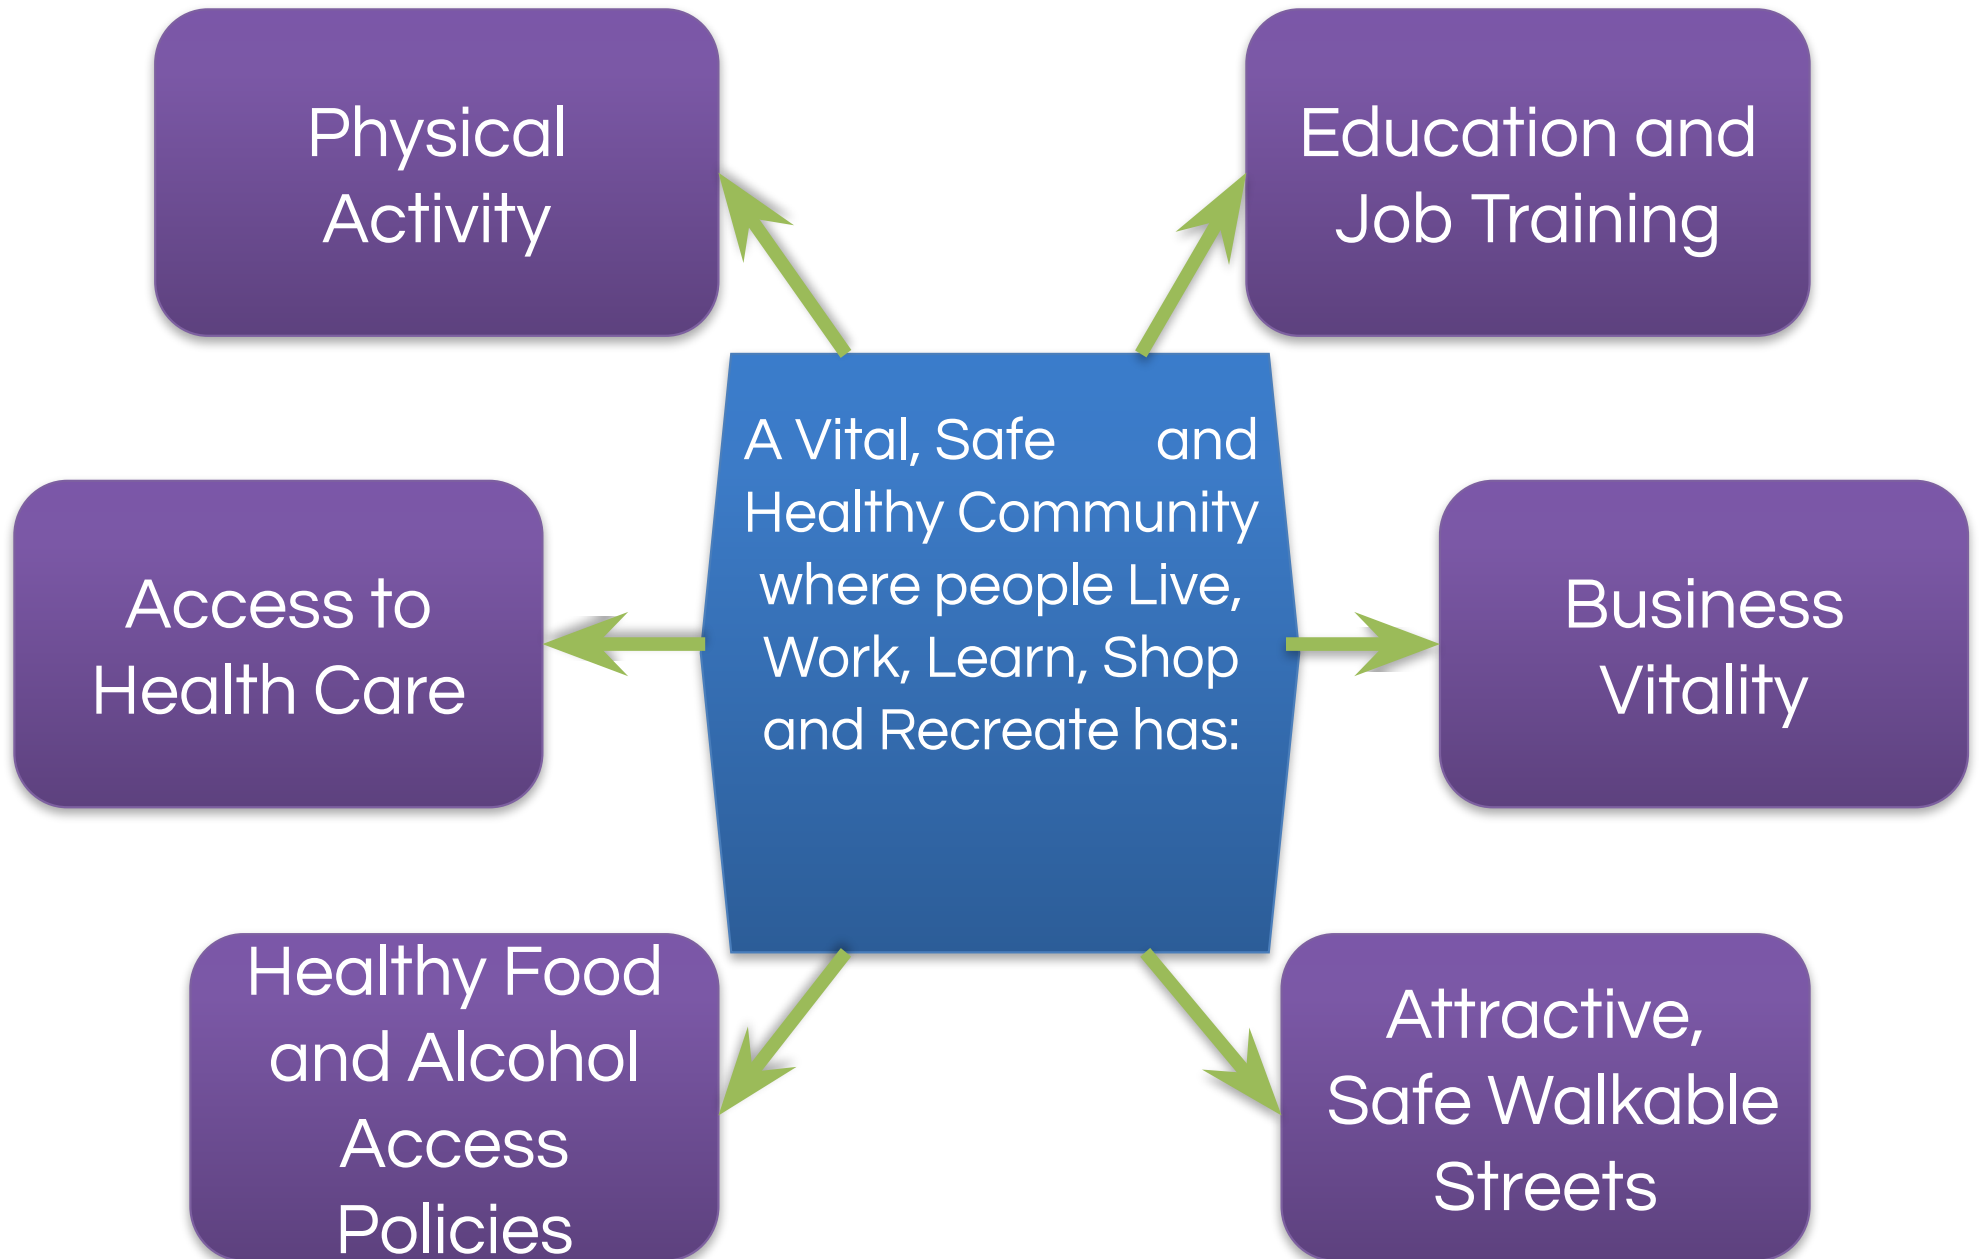 Physical
Activity
Education and
Job Training
A Vital, Safe and
Healthy Community
where people Live,
Work, Learn, Shop
and Recreate has:
Access to
Health Care
Business
Vitality
Healthy Food
and Alcohol
Access
Policies
Attractive,
Safe Walkable
Streets